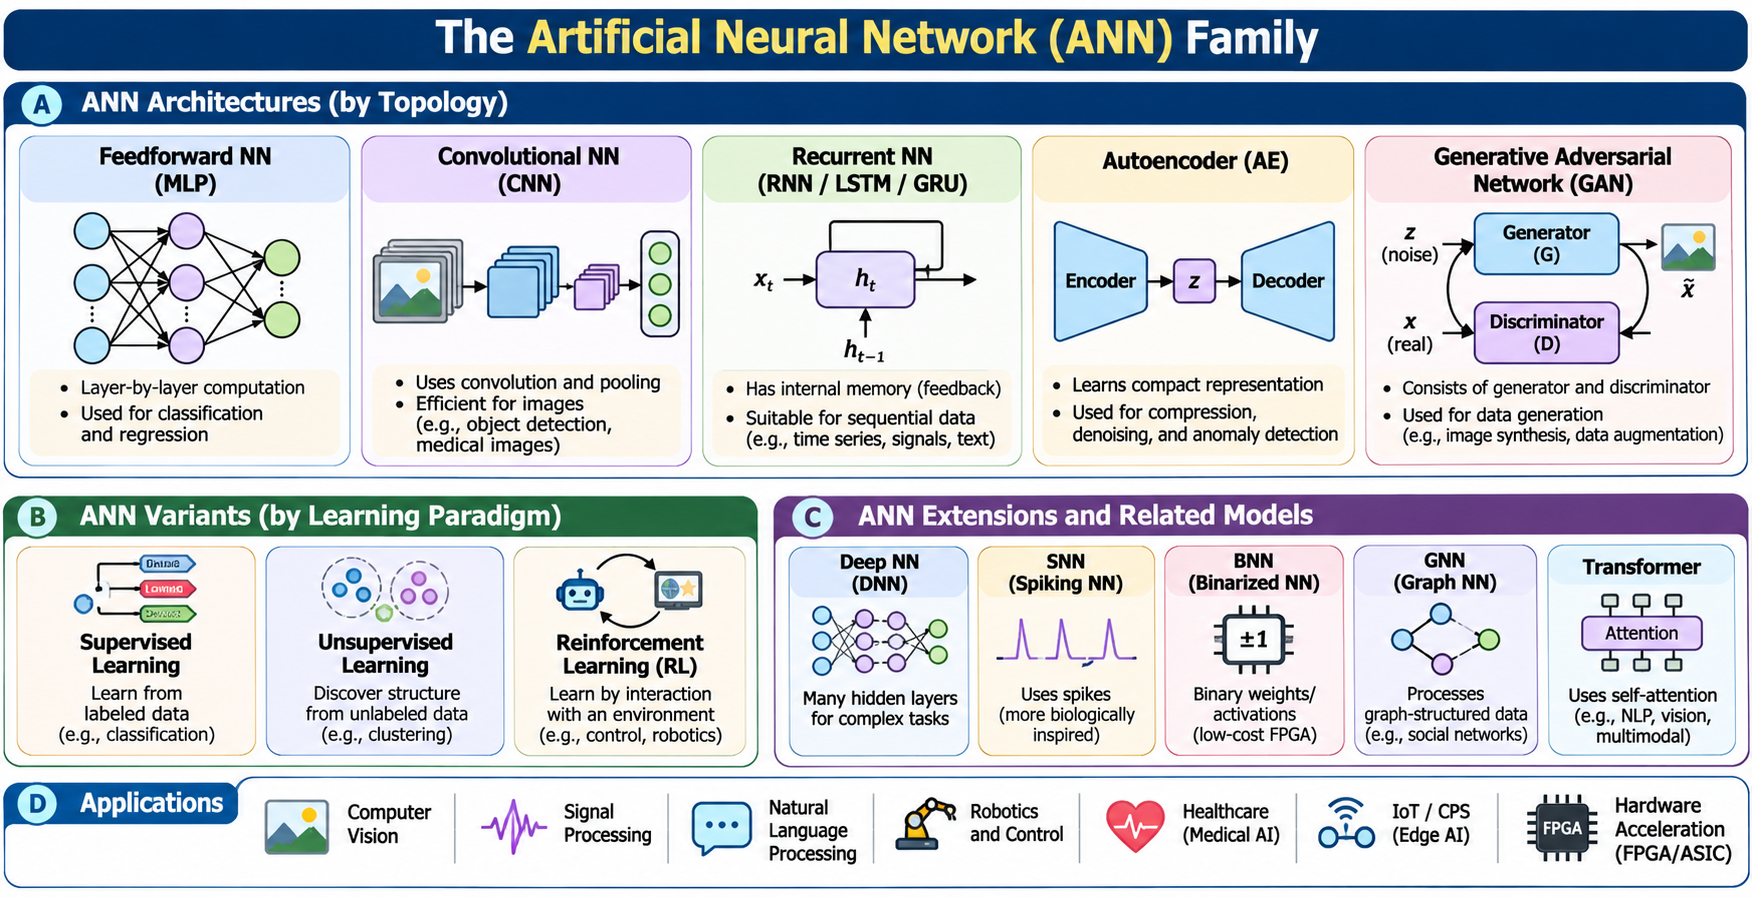 The Artificial Neural Network (ANN) Family
A ANN Architectures (by Topology)
Feedforward NN
(MLP)
• Layer-by-layer computation
• Used for classification
and regression
Convolutional NN
(CNN)
• Uses convolution and pooling
• Efficient for images
(e.g., object detection,
medical images)
Recurrent NN
(RNN / LSTM / GRU)
x_t
h_t
h_{t−1}
• Has internal memory (feedback)
• Suitable for sequential data
(e.g., time series, signals, text)
Autoencoder (AE)
Encoder
z
Decoder
• Learns compact representation
• Used for compression,
denoising, and anomaly detection
Generative Adversarial
Network (GAN)
z
(noise)
Generator
(G)
x̃
x
(real)
Discriminator
(D)
• Consists of generator and discriminator
• Used for data generation
(e.g., image synthesis, data augmentation)
B ANN Variants (by Learning Paradigm)
Supervised
Learning
Learn from
labeled data
(e.g., classification)
Unsupervised
Learning
Discover structure
from unlabeled data
(e.g., clustering)
Reinforcement
Learning (RL)
Learn by interaction
with an environment
(e.g., control, robotics)
C ANN Extensions and Related Models
Deep NN
(DNN)
Many hidden layers
for complex tasks
SNN
(Spiking NN)
Uses spikes
(more biologically
inspired)
BNN
(Binarized NN)
±1
Binary weights/
activations
(low-cost FPGA)
GNN
(Graph NN)
Processes
graph-structured data
(e.g., social networks)
Transformer
Attention
Uses self-attention
(e.g., NLP, vision,
multimodal)
D Applications
Computer
Vision
Signal
Processing
Natural
Language
Processing
Robotics
and Control
Healthcare
(Medical AI)
IoT / CPS
(Edge AI)
FPGA
Hardware
Acceleration
(FPGA/ASIC)